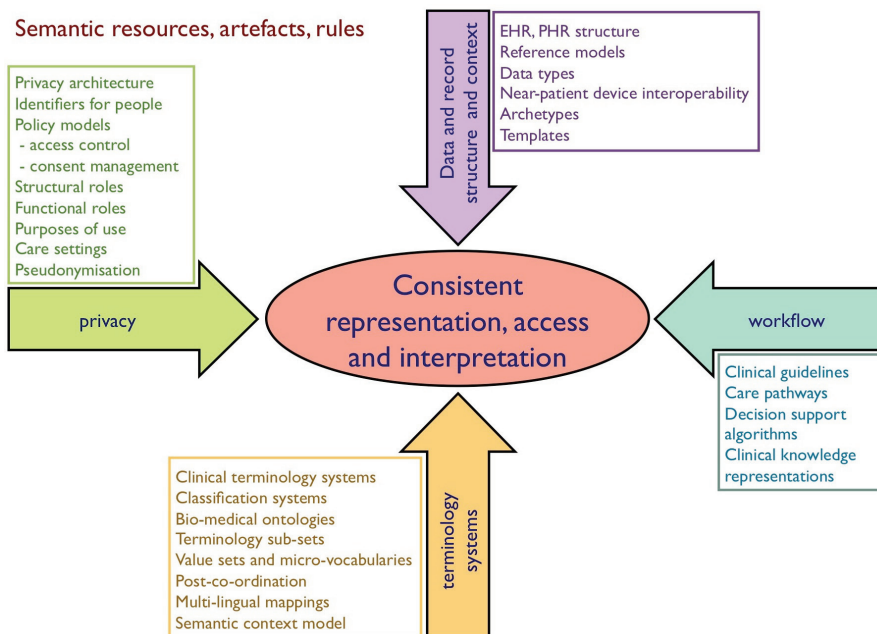 Semantic resources, artefacts, rules
Privacy architecture
Identifiers for people
Policy models
- access control
- consent management
Structural roles
Functional roles
Purposes of use
Care settings
Pseudonymisation
privacy
Data and record
structure and context
EHR, PHR structure
Reference models
Data types
Near-patient device interoperability
Archetypes
Templates
Consistent
representation, access
and interpretation
workflow
Clinical guidelines
Care pathways
Decision support
algorithms
Clinical knowledge
representations
Clinical terminology systems
Classification systems
Bio-medical ontologies
Terminology sub-sets
Value sets and micro-vocabularies
Post-co-ordination
Multi-lingual mappings
Semantic context model
terminology
systems